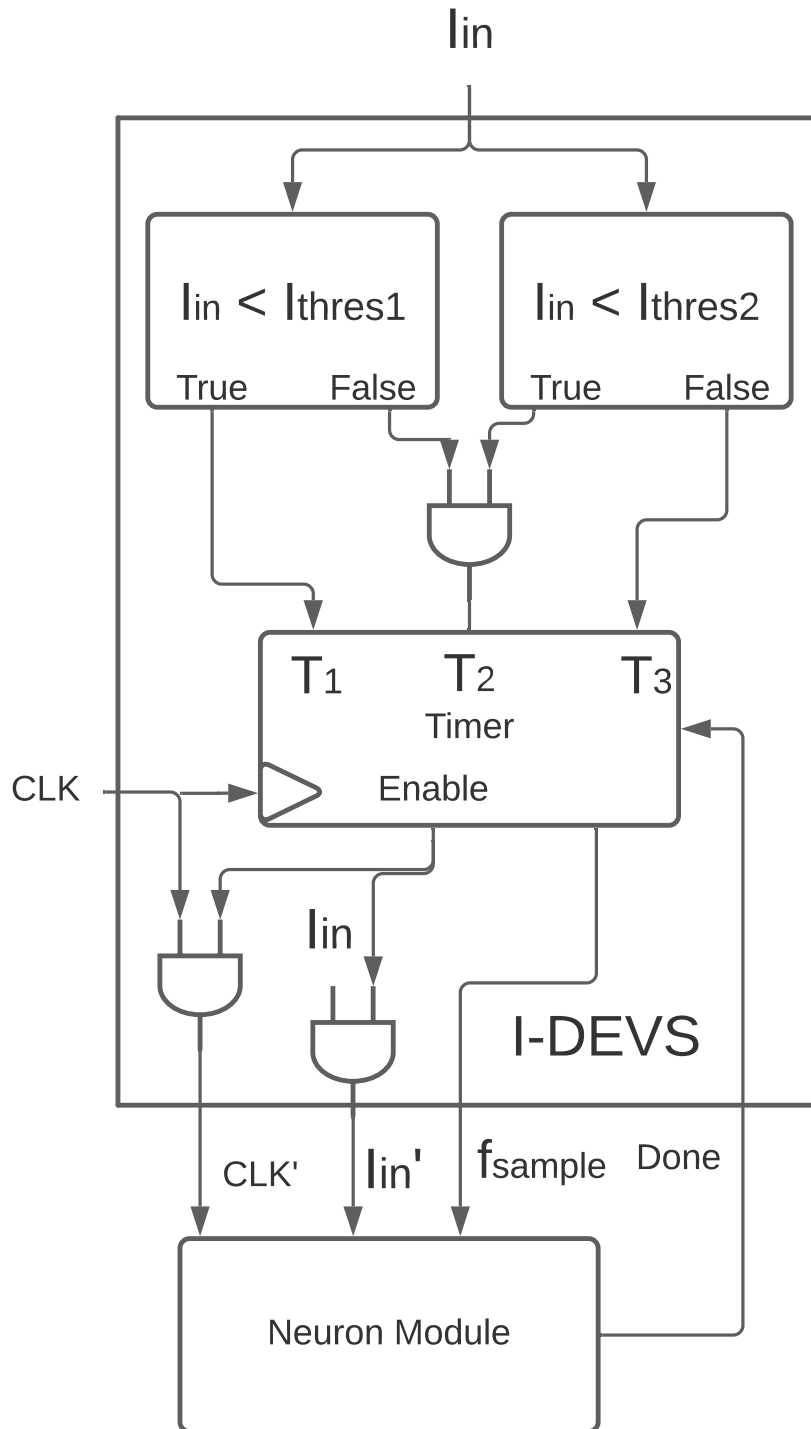 Iin
Iin < Ithres1
Iin < Ithres2
True False
True False
T1 T2 T3
Timer
CLK
Enable
Iin
I-DEVS
CLK'
Iin'
fsample
Done
Neuron Module